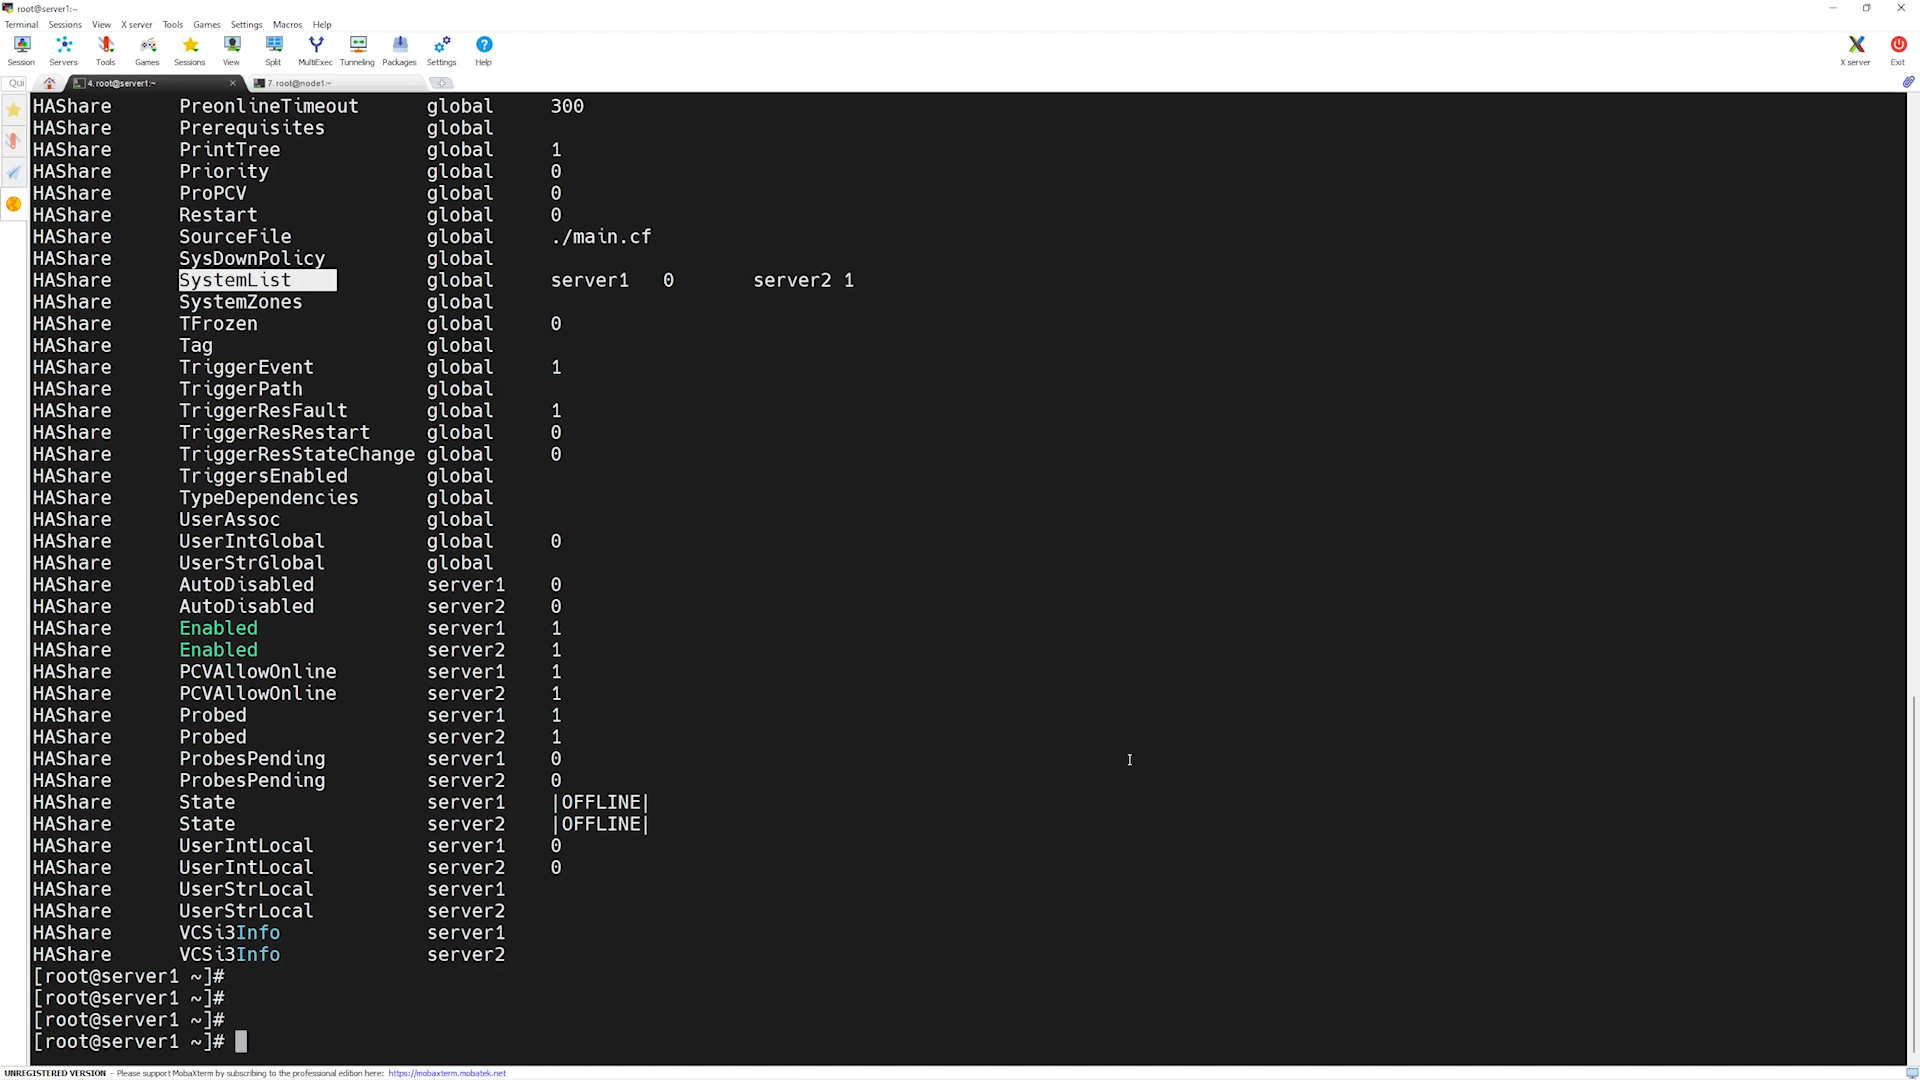 root@server1:~
Terminal Sessions View X server Tools Games Settings Macros Help
Session Servers Tools Games Sessions View Split MultiExec Tunneling Packages Settings Help X server Exit
Qui 4. root@server1:~ 7. root@node1:~
HAShare PreonlineTimeout global 300
HAShare Prerequisites global
HAShare PrintTree global 1
HAShare Priority global 0
HAShare ProPCV global 0
HAShare Restart global 0
HAShare SourceFile global ./main.cf
HAShare SysDownPolicy global
HAShare SystemList global server1 0 server2 1
HAShare SystemZones global
HAShare TFrozen global 0
HAShare Tag global
HAShare TriggerEvent global 1
HAShare TriggerPath global
HAShare TriggerResFault global 1
HAShare TriggerResRestart global 0
HAShare TriggerResStateChange global 0
HAShare TriggersEnabled global
HAShare TypeDependencies global
HAShare UserAssoc global
HAShare UserIntGlobal global 0
HAShare UserStrGlobal global
HAShare AutoDisabled server1 0
HAShare AutoDisabled server2 0
HAShare Enabled server1 1
HAShare Enabled server2 1
HAShare PCVAllowOnline server1 1
HAShare PCVAllowOnline server2 1
HAShare Probed server1 1
HAShare Probed server2 1
HAShare ProbesPending server1 0
HAShare ProbesPending server2 0
HAShare State server1 |OFFLINE|
HAShare State server2 |OFFLINE|
HAShare UserIntLocal server1 0
HAShare UserIntLocal server2 0
HAShare UserStrLocal server1
HAShare UserStrLocal server2
HAShare VCSi3Info server1
HAShare VCSi3Info server2
[root@server1 ~]#
[root@server1 ~]#
[root@server1 ~]#
[root@server1 ~]#
UNREGISTERED VERSION - Please support MobaXterm by subscribing to the professional edition here: https://mobaxterm.mobatek.net